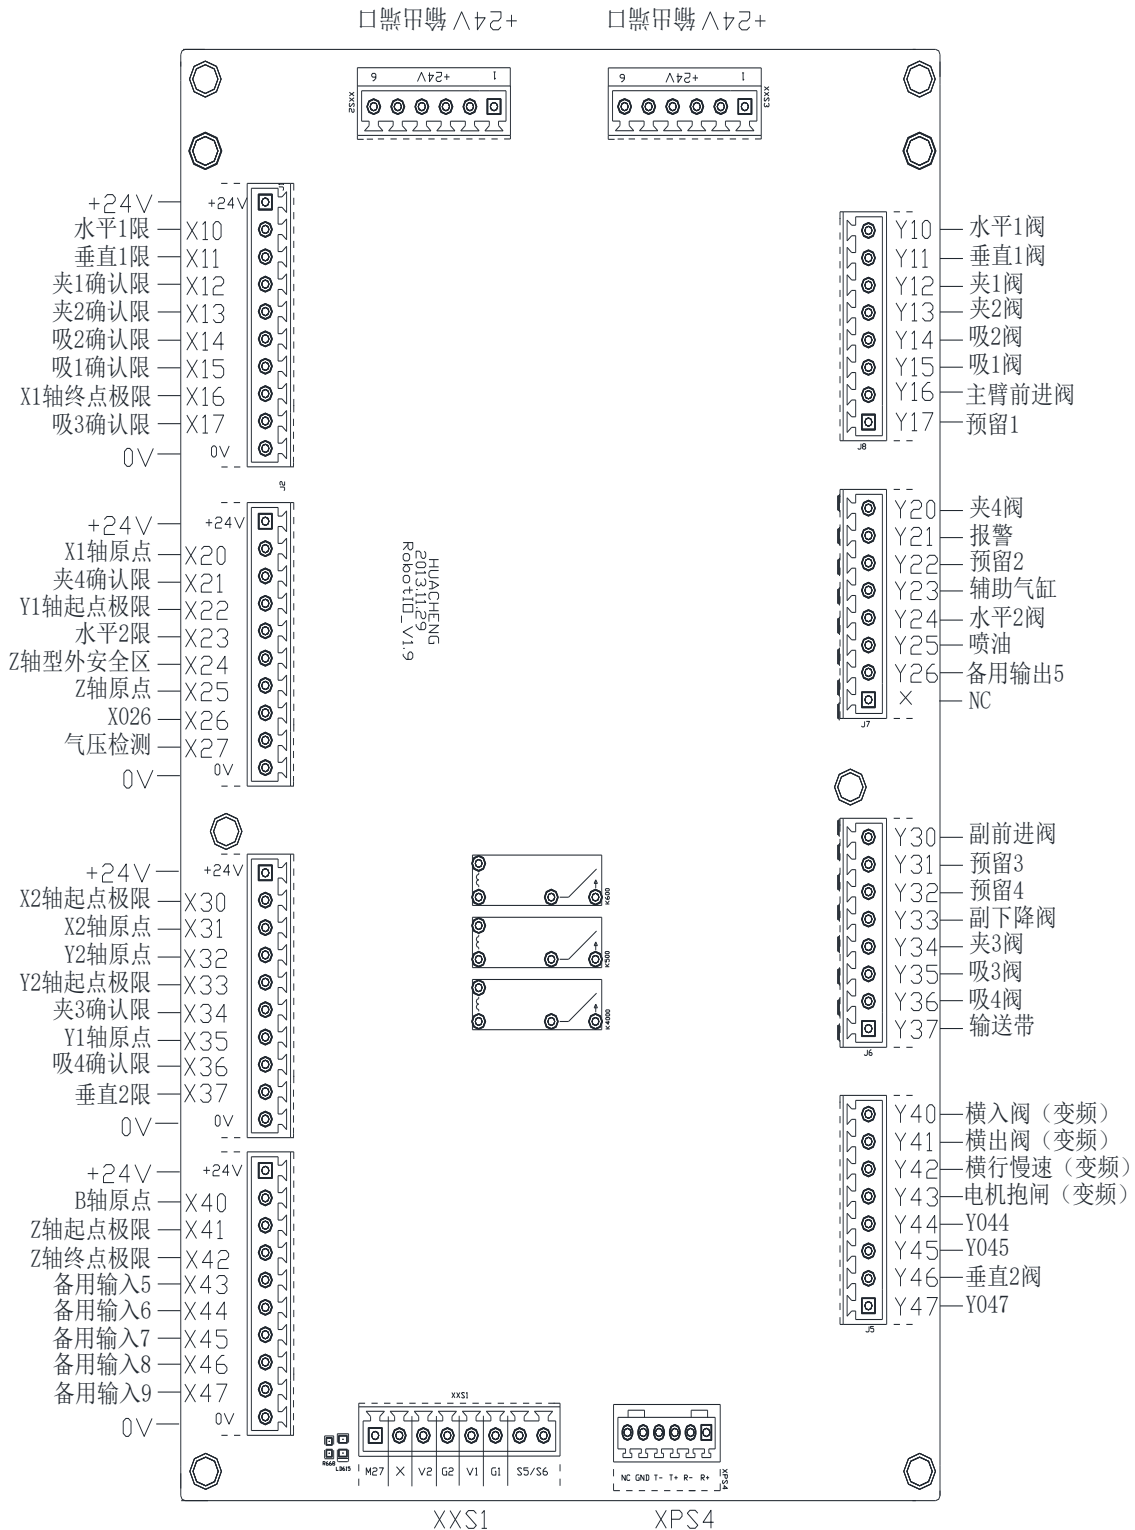 +24V输出端口
+24V输出端口
6 +24V 1
XXS2
6 +24V 1
XXS3
+24V +24V
水平1限 X10
垂直1限 X11
夹1确认限 X12
夹2确认限 X13
吸2确认限 X14
吸1确认限 X15
X1轴终点极限 X16
吸3确认限 X17
0V 0V
Y10 水平1阀
Y11 垂直1阀
Y12 夹1阀
Y13 夹2阀
Y14 吸2阀
Y15 吸1阀
Y16 主臂前进阀
Y17 预留1
J8
J2
+24V +24V
X1轴原点 X20
夹4确认限 X21
Y1轴起点极限 X22
水平2限 X23
Z轴型外安全区 X24
Z轴原点 X25
X026 X26
气压检测 X27
0V 0V
HUACHENG
2013.11.29
RobotIO_V1.9
Y20 夹4阀
Y21 报警
Y22 预留2
Y23 辅助气缸
Y24 水平2阀
Y25 喷油
Y26 备用输出5
X NC
J7
+24V +24V
X2轴起点极限 X30
X2轴原点 X31
Y2轴原点 X32
Y2轴起点极限 X33
夹3确认限 X34
Y1轴原点 X35
吸4确认限 X36
垂直2限 X37
0V 0V
K600
K500
K4000
Y30 副前进阀
Y31 预留3
Y32 预留4
Y33 副下降阀
Y34 夹3阀
Y35 吸3阀
Y36 吸4阀
Y37 输送带
J6
+24V +24V
B轴原点 X40
Z轴起点极限 X41
Z轴终点极限 X42
备用输入5 X43
备用输入6 X44
备用输入7 X45
备用输入8 X46
备用输入9 X47
0V 0V
Y40 横入阀（变频）
Y41 横出阀（变频）
Y42 横行慢速（变频）
Y43 电机抱闸（变频）
Y44 Y044
Y45 Y045
Y46 垂直2阀
Y47 Y047
J5
XXS1
R668
LD615
M27 X V2 G2 V1 G1 S5/S6
NC GND T- T+ R- R+
XPS4
XXS1
XPS4